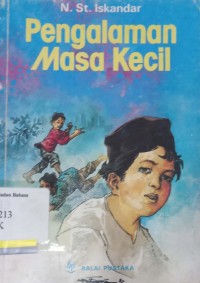 N. St. Iskandar
Pengalaman
Masa Kecil
213
K
BALAI PUSTAKA